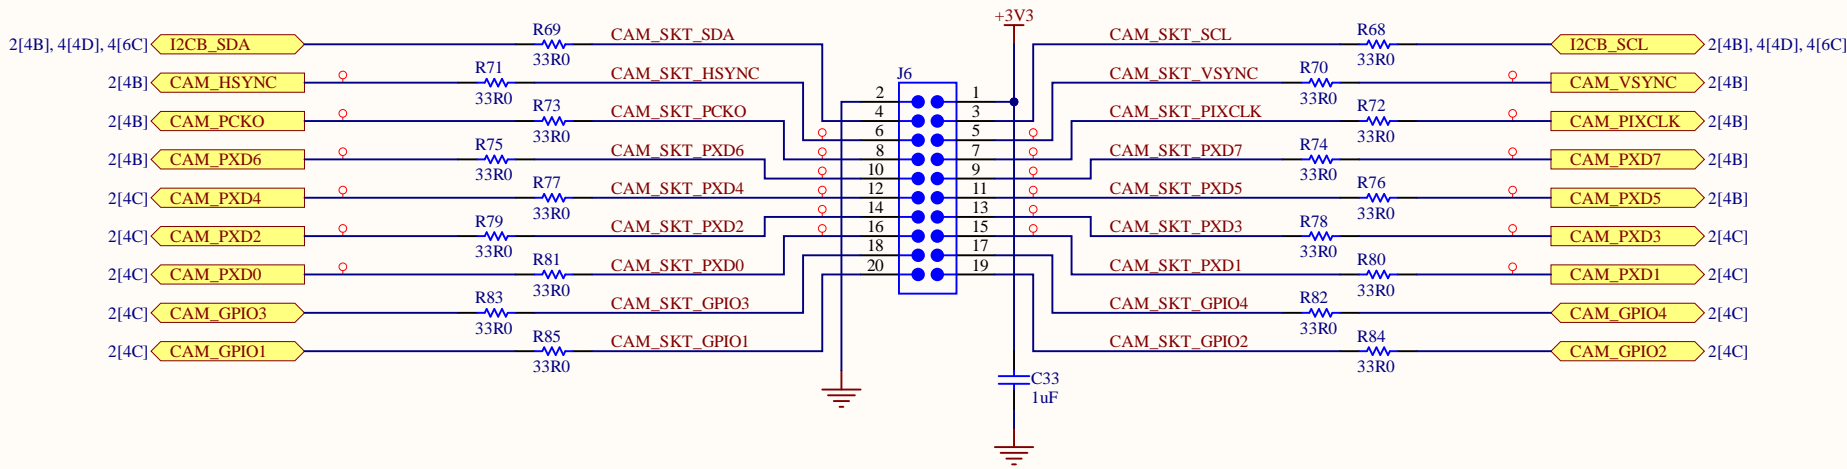 +3V3
2[4B], 4[4D], 4[6C] I2CB_SDA R69 33R0 CAM_SKT_SDA
CAM_SKT_SCL R68 33R0 I2CB_SCL 2[4B], 4[4D], 4[6C]
2[4B] CAM_HSYNC R71 33R0 CAM_SKT_HSYNC
CAM_SKT_VSYNC R70 33R0 CAM_VSYNC 2[4B]
2[4B] CAM_PCKO R73 33R0 CAM_SKT_PCKO
CAM_SKT_PIXCLK R72 33R0 CAM_PIXCLK 2[4B]
2[4B] CAM_PXD6 R75 33R0 CAM_SKT_PXD6
CAM_SKT_PXD7 R74 33R0 CAM_PXD7 2[4B]
2[4C] CAM_PXD4 R77 33R0 CAM_SKT_PXD4
CAM_SKT_PXD5 R76 33R0 CAM_PXD5 2[4B]
2[4C] CAM_PXD2 R79 33R0 CAM_SKT_PXD2
CAM_SKT_PXD3 R78 33R0 CAM_PXD3 2[4C]
2[4C] CAM_PXD0 R81 33R0 CAM_SKT_PXD0
CAM_SKT_PXD1 R80 33R0 CAM_PXD1 2[4C]
2[4C] CAM_GPIO3 R83 33R0 CAM_SKT_GPIO3
CAM_SKT_GPIO4 R82 33R0 CAM_GPIO4 2[4C]
2[4C] CAM_GPIO1 R85 33R0 CAM_SKT_GPIO1
CAM_SKT_GPIO2 R84 33R0 CAM_GPIO2 2[4C]
J6
2 1
4 3
6 5
8 7
10 9
12 11
14 13
16 15
18 17
20 19
C33
1uF